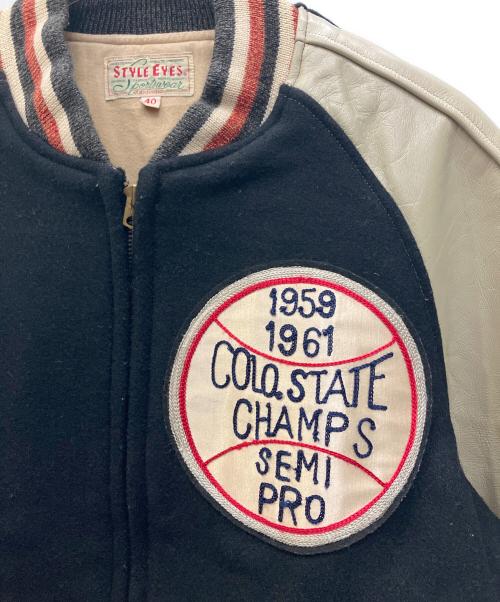 STYLE EYES
Sportswear
40
1959
1961
COLO. STATE
CHAMPS
SEMI
PRO